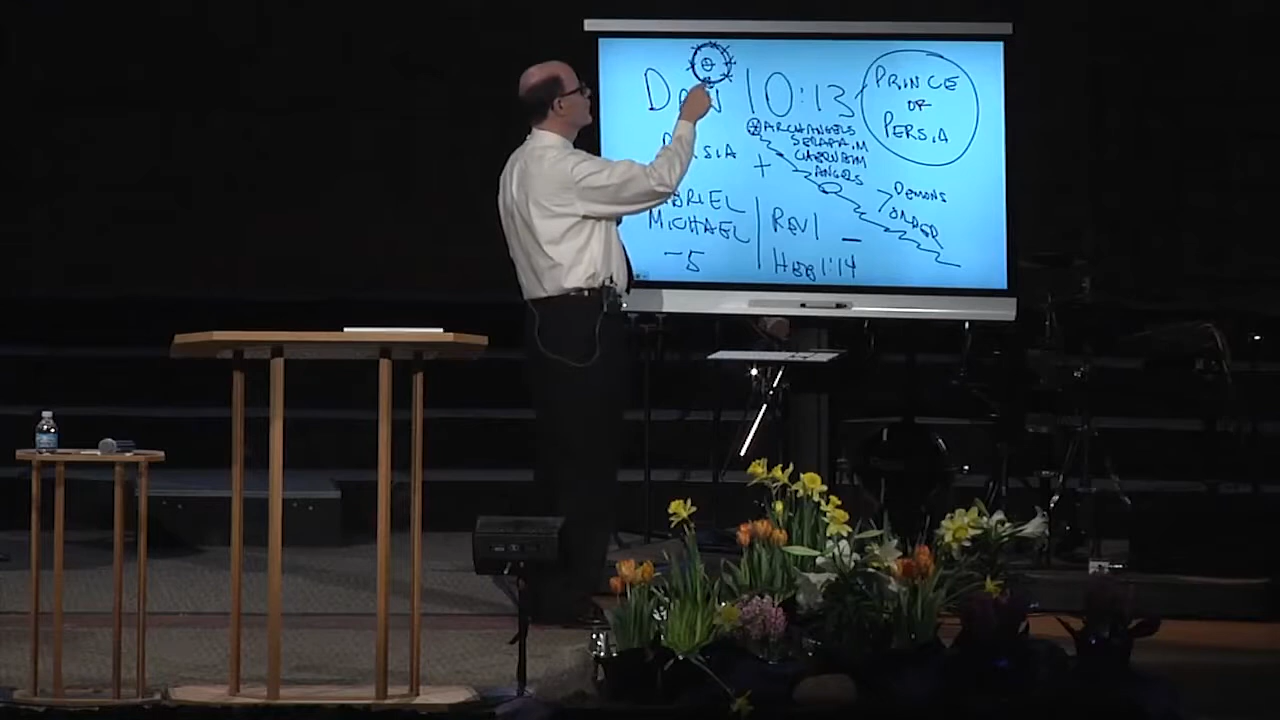 DAN 10:13
PRINCE
OF
PERSIA
ARCHANGELS
SERAPHIM
CHERUBIM
ANGELS
DEMONS
ORDER
MICHAEL
-5
REV 1
HEB 1:14